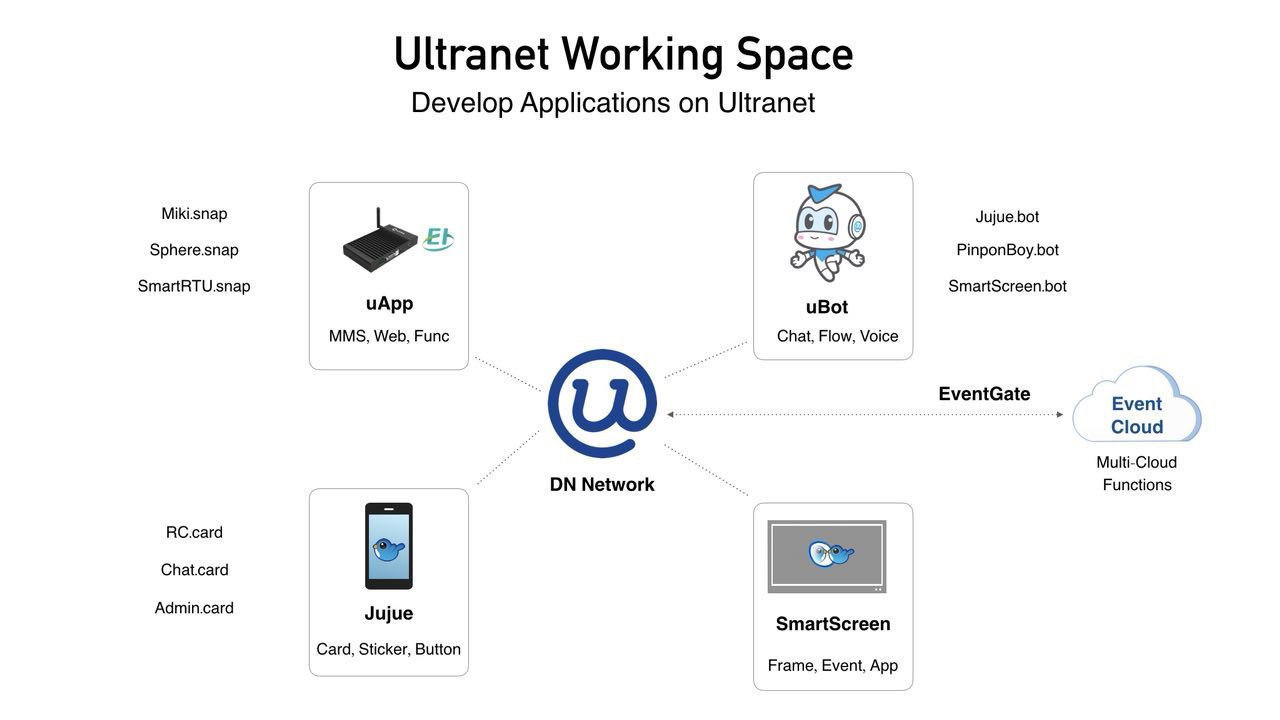 Ultranet Working Space
Develop Applications on Ultranet
Miki.snap
Sphere.snap
SmartRTU.snap
uApp
MMS, Web, Func
uBot
Chat, Flow, Voice
Jujue.bot
PinponBoy.bot
SmartScreen.bot
u
DN Network
EventGate
Event
Cloud
Multi-Cloud
Functions
RC.card
Chat.card
Admin.card
Jujue
Card, Sticker, Button
SmartScreen
Frame, Event, App